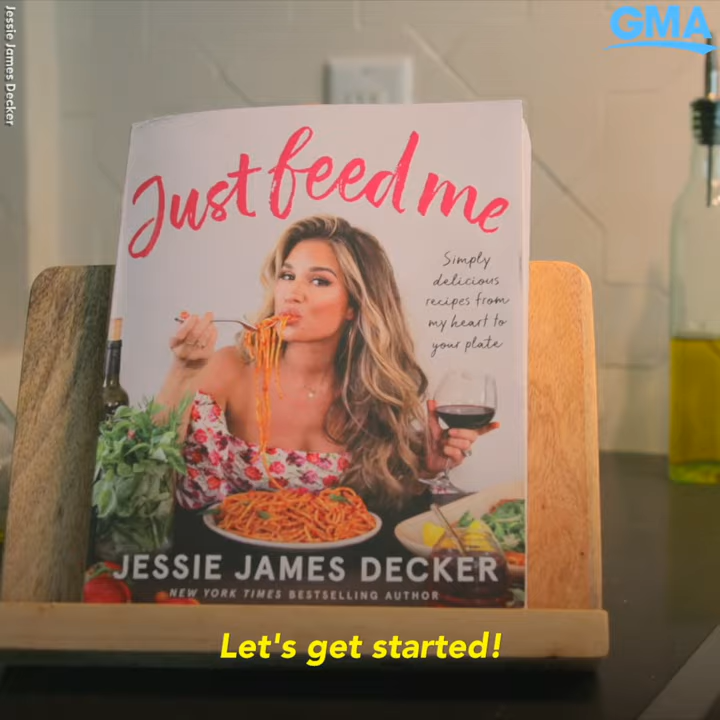 Jessie James Decker
GMA
Just feed me
Simply
delicious
recipes from
my heart to
your plate
JESSIE JAMES DECKER
NEW YORK TIMES BESTSELLING AUTHOR
Let's get started!